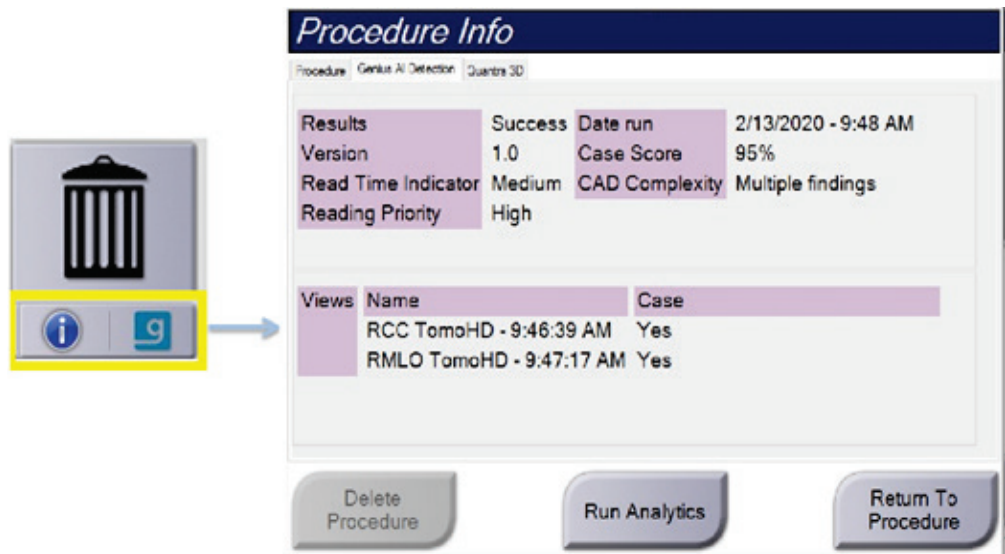 Procedure Info
Procedure Genius AI Detection Quantra 3D
Results Success Date run 2/13/2020 - 9:48 AM
Version 1.0 Case Score 95%
Read Time Indicator Medium CAD Complexity Multiple findings
Reading Priority High
i g
Views Name Case
RCC TomoHD - 9:46:39 AM Yes
RMLO TomoHD - 9:47:17 AM Yes
Delete
Procedure
Run Analytics
Return To
Procedure